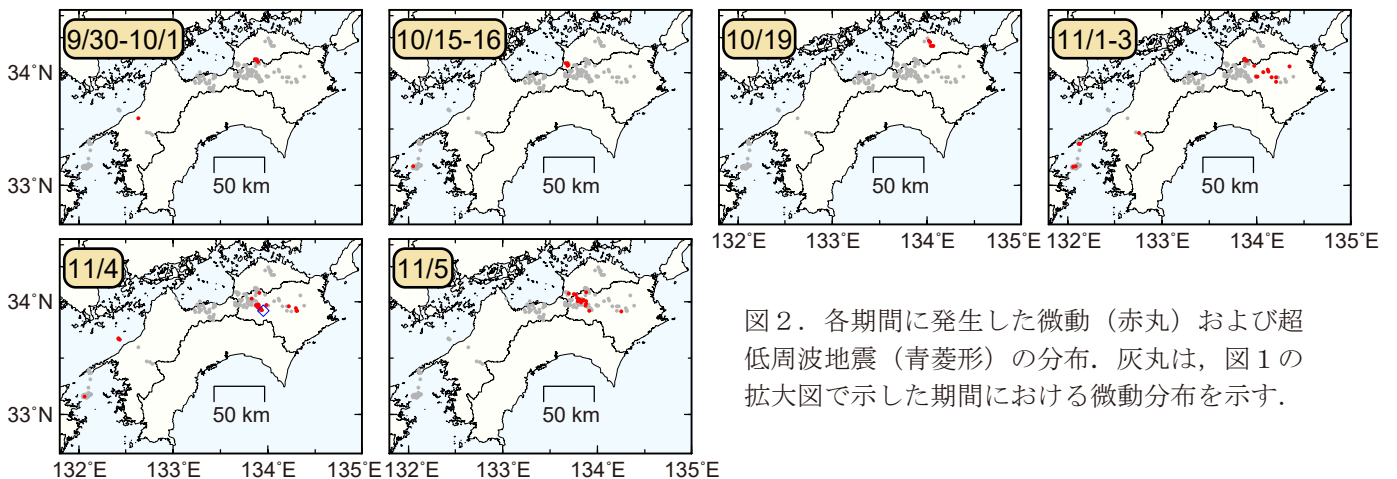 9/30-10/1
10/15-16
10/19
11/1-3
34˚N
33˚N
50 km
50 km
50 km
50 km
132˚E 133˚E 134˚E 135˚E
132˚E 133˚E 134˚E 135˚E
11/4
11/5
34˚N
33˚N
50 km
50 km
132˚E 133˚E 134˚E 135˚E
132˚E 133˚E 134˚E 135˚E
図２．各期間に発生した微動（赤丸）および超
低周波地震（青菱形）の分布．灰丸は，図１の
拡大図で示した期間における微動分布を示す．